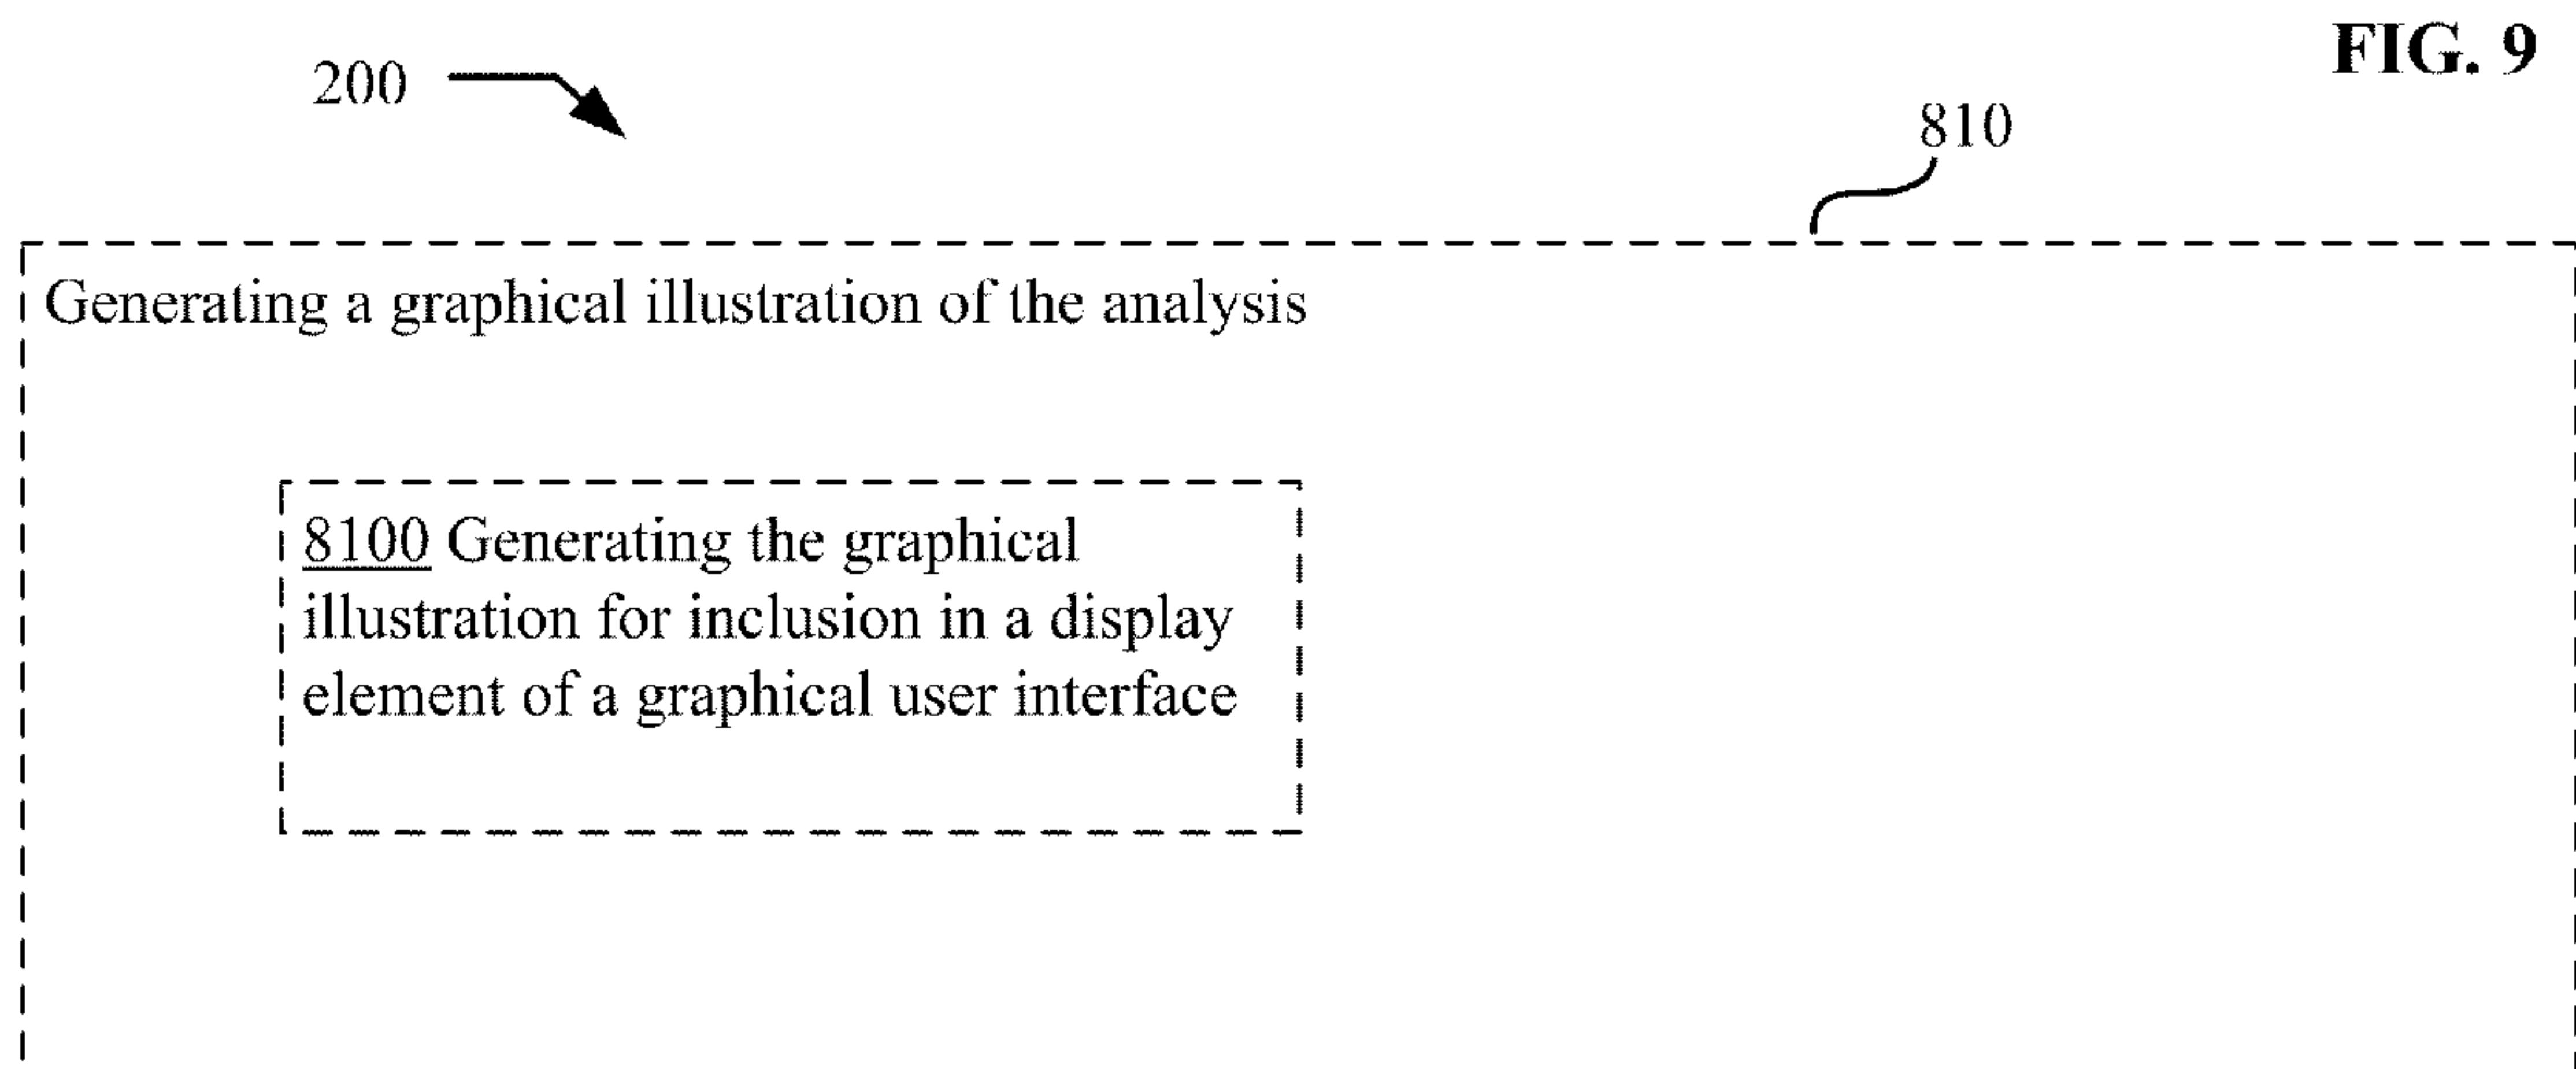 FIG. 9
200
810
Generating a graphical illustration of the analysis
8100 Generating the graphical
illustration for inclusion in a display
element of a graphical user interface